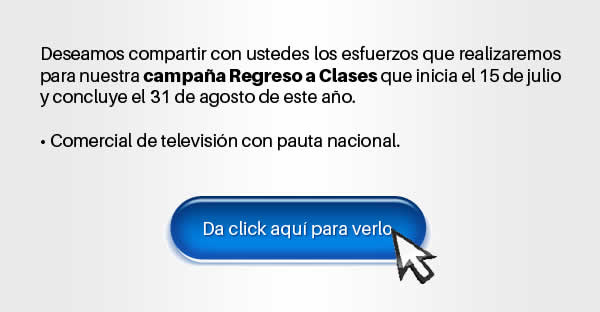 Deseamos compartir con ustedes los esfuerzos que realizaremos
para nuestra campaña Regreso a Clases que inicia el 15 de julio
y concluye el 31 de agosto de este año.
• Comercial de televisión con pauta nacional.
Da click aquí para verlo